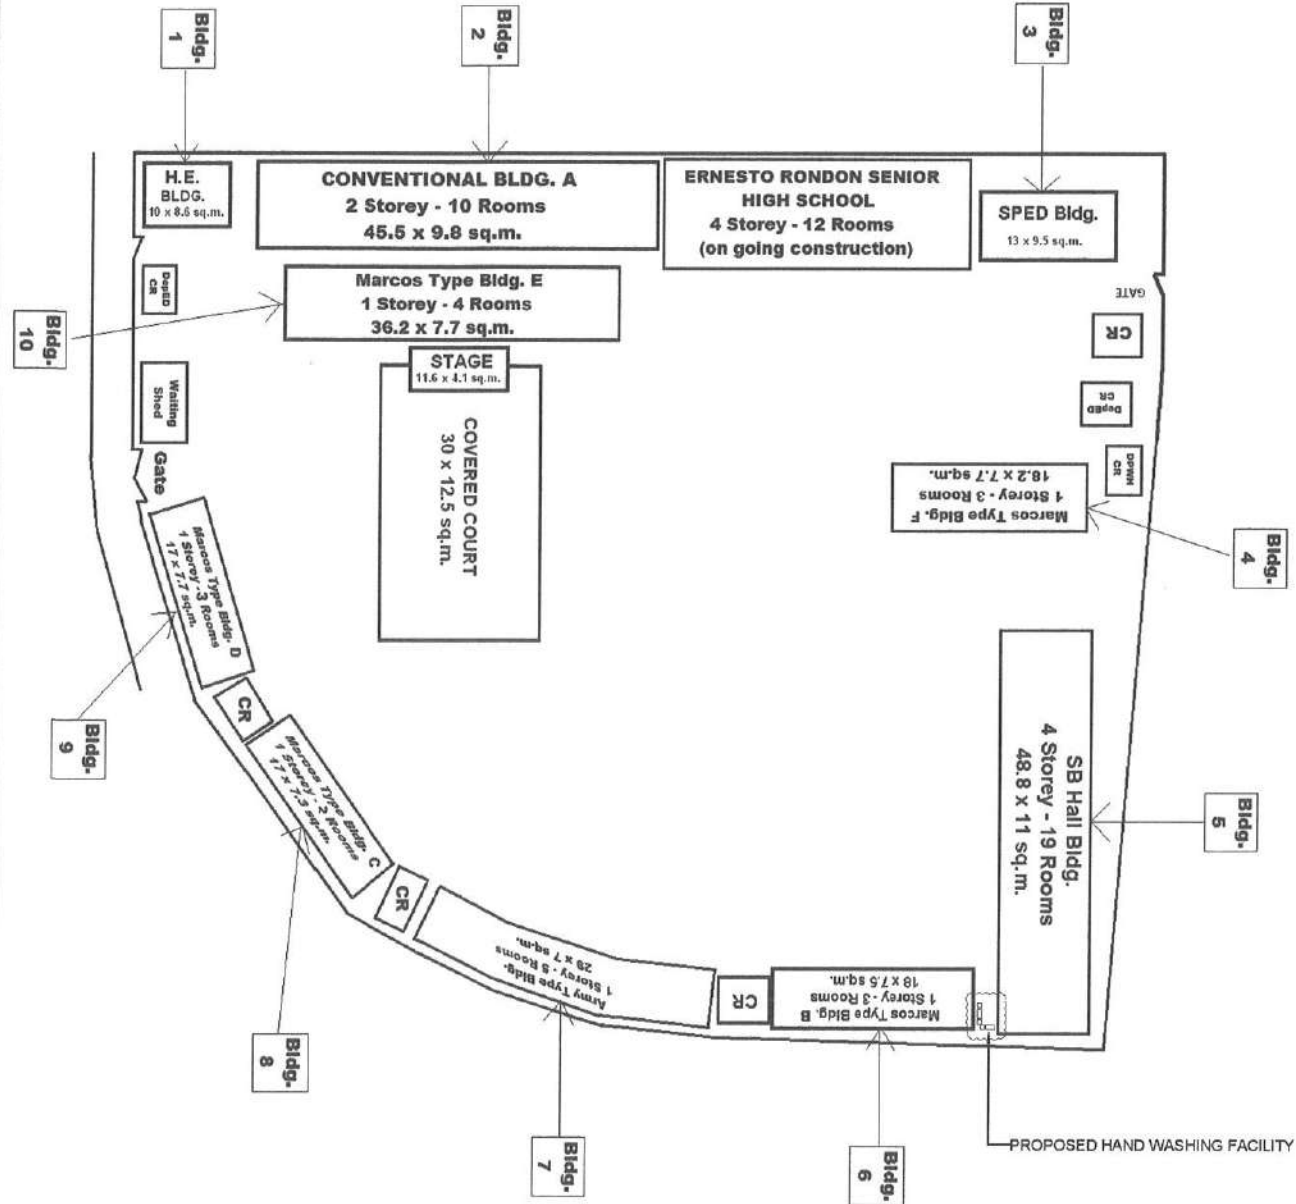 Bldg.
1
Bldg.
2
Bldg.
3
H.E.
BLDG.
10 x 8.6 sq.m.
CONVENTIONAL BLDG. A
2 Storey - 10 Rooms
45.5 x 9.8 sq.m.
ERNESTO RONDON SENIOR
HIGH SCHOOL
4 Storey - 12 Rooms
(on going construction)
SPED Bldg.
13 x 9.5 sq.m.
GATE
DepED
CR
Marcos Type Bldg. E
1 Storey - 4 Rooms
36.2 x 7.7 sq.m.
CR
Bldg.
10
STAGE
11.6 x 4.1 sq.m.
Waiting
Shed
DepED
CR
COVERED COURT
30 x 12.5 sq.m.
Gate
DPWH
CR
Marcos Type Bldg. F
1 Storey - 3 Rooms
18.2 x 7.7 sq.m.
Bldg.
4
Marcos Type Bldg. D
1 Storey - 3 Rooms
17 x 7.7 sq.m.
CR
Bldg.
9
Marcos Type Bldg. C
1 Storey - 2 Rooms
17 x 7.3 sq.m.
SB Hall Bldg.
4 Storey - 19 Rooms
48.8 x 11 sq.m.
Bldg.
5
CR
Army Type Bldg.
1 Storey - 5 Rooms
29 x 7 sq.m.
CR
Marcos Type Bldg. B
1 Storey - 3 Rooms
18 x 7.5 sq.m.
Bldg.
8
Bldg.
7
Bldg.
6
PROPOSED HAND WASHING FACILITY